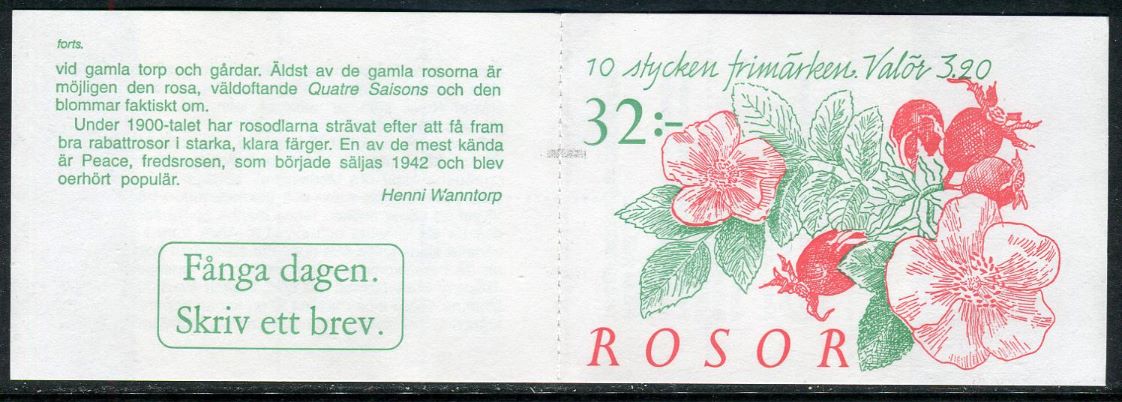 forts.
vid gamla torp och gårdar. Äldst av de gamla rosorna är
möjligen den rosa, väldoftande Quatre Saisons och den
blommar faktiskt om.
Under 1900-talet har rosodlarna strävat efter att få fram
bra rabattrosor i starka, klara färger. En av de mest kända
är Peace, fredsrosen, som började säljas 1942 och blev
oerhört populär.
Henni Wanntorp
Fånga dagen.
Skriv ett brev.
10 stycken frimärken. Valör 3.20
32:-
ROSOR